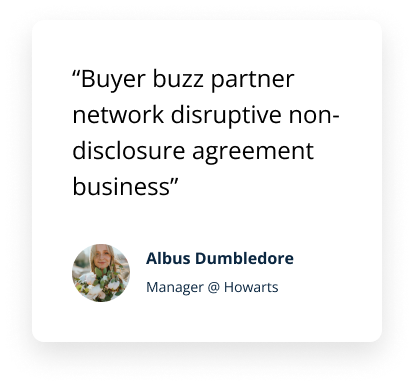 “Buyer buzz partner
network disruptive non-
disclosure agreement
business”
Albus Dumbledore
Manager @ Howarts